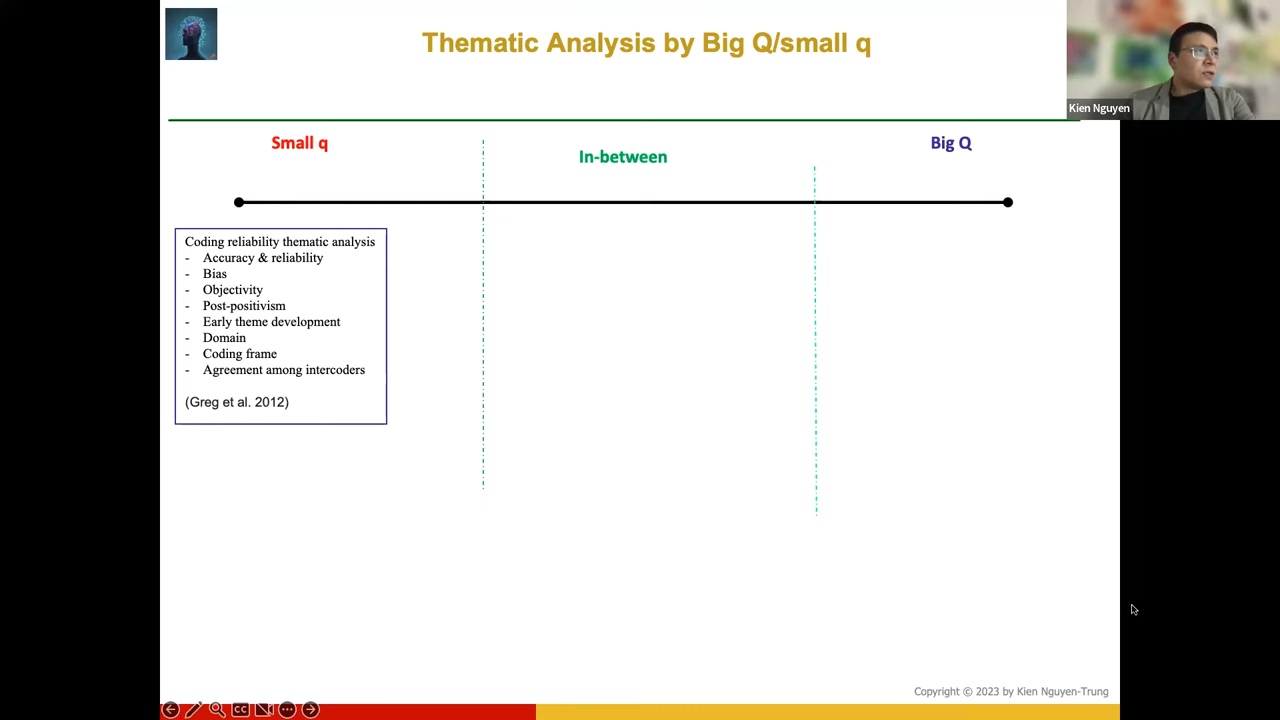 Thematic Analysis by Big Q/small q
Kien Nguyen
Small q
In-between
Big Q
Coding reliability thematic analysis
- Accuracy & reliability
- Bias
- Objectivity
- Post-positivism
- Early theme development
- Domain
- Coding frame
- Agreement among intercoders
(Greg et al. 2012)
Copyright © 2023 by Kien Nguyen-Trung
CC